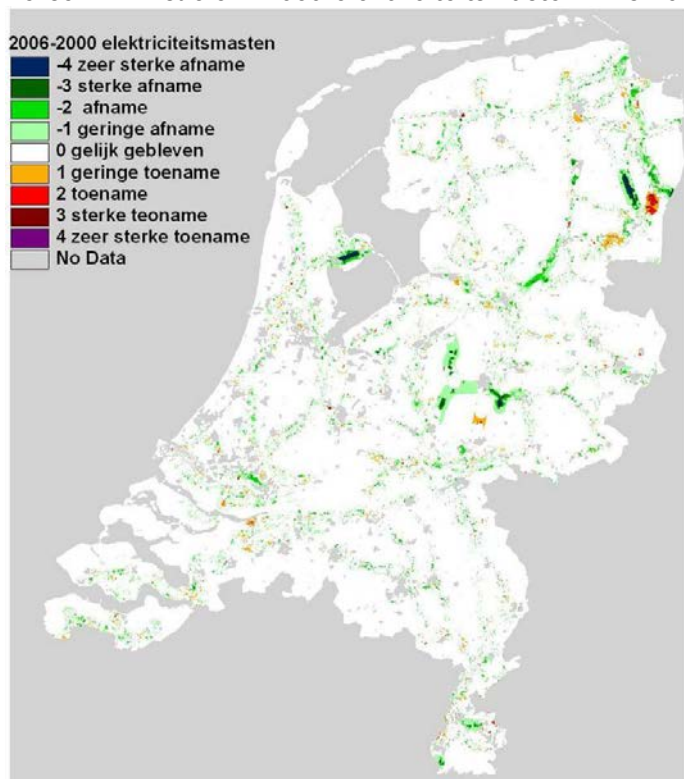 2006-2000 elektriciteitsmasten
-4 zeer sterke afname
-3 sterke afname
-2 afname
-1 geringe afname
0 gelijk gebleven
1 geringe toename
2 toename
3 sterke teoname
4 zeer sterke toename
No Data